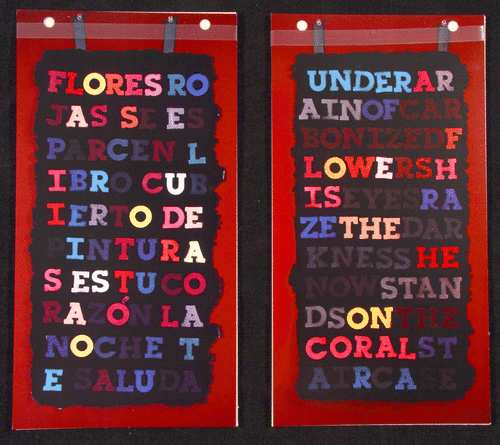 FLORES RO
JAS SE ES
PARCEN L
IBRO CUB
IERTO DE
PINTURA
S ES TU CO
RAZÓN LA
NOCHE T
E SALUDA
UNDERAR
AINOFCAR
BONIZEDF
LOWERSH
ISEYESRA
ZETHEDAR
KNESSHE
NOWSTAN
DSONTHE
CORALST
AIRCASE